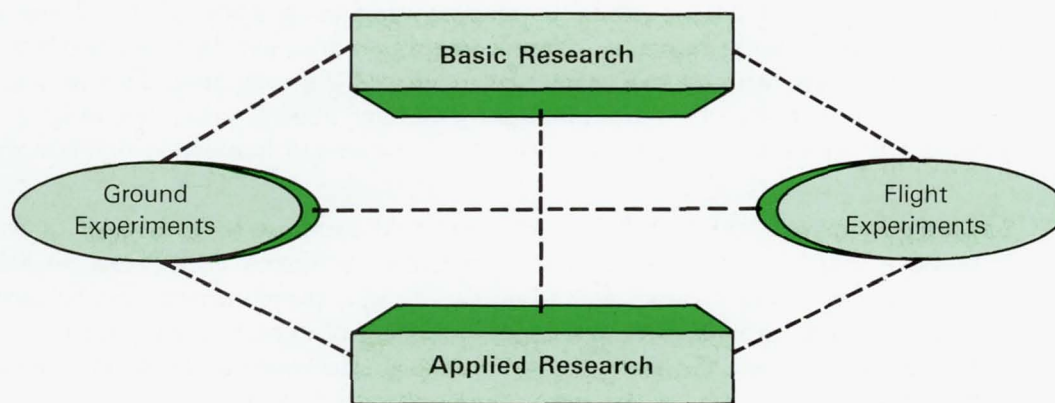 Basic Research
Ground
Experiments
Flight
Experiments
Applied Research